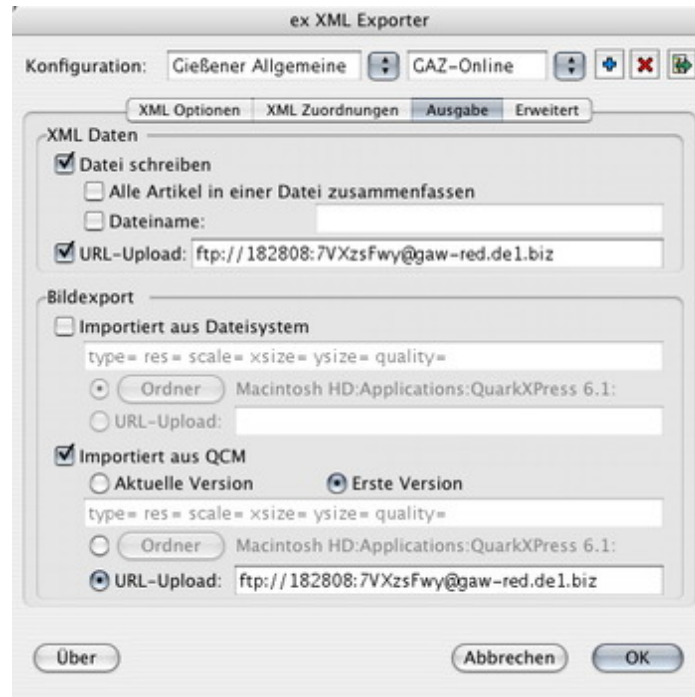 ex XML Exporter
Konfiguration: Gießener Allgemeine GAZ-Online
XML Optionen XML Zuordnungen Ausgabe Erweitert
XML Daten
Datei schreiben
Alle Artikel in einer Datei zusammenfassen
Dateiname:
URL-Upload: ftp://182808:7VXzsFwy@gaw-red.de1.biz
Bildexport
Importiert aus Dateisystem
type= res= scale= xsize= ysize= quality=
Ordner Macintosh HD:Applications:QuarkXPress 6.1:
URL-Upload:
Importiert aus QCM
Aktuelle Version Erste Version
type= res= scale= xsize= ysize= quality=
Ordner Macintosh HD:Applications:QuarkXPress 6.1:
URL-Upload: ftp://182808:7VXzsFwy@gaw-red.de1.biz
Über Abbrechen OK